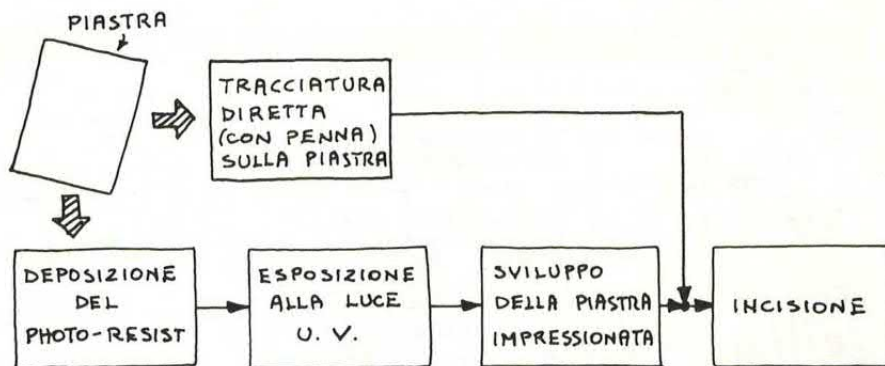 PIASTRA
TRACCIATURA
DIRETTA
(CON PENNA)
SULLA PIASTRA
DEPOSIZIONE
DEL
PHOTO-RESIST
ESPOSIZIONE
ALLA LUCE
U. V.
SVILUPPO
DELLA PIASTRA
IMPRESSIONATA
INCISIONE